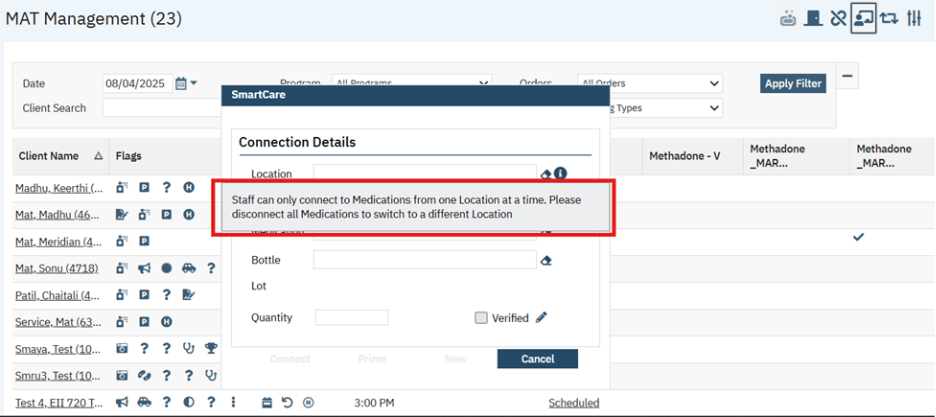 MAT Management (23)
Date 08/04/2025 Program All Programs Orders All Orders Apply Filter
Client Search g Types
SmartCare
Connection Details
Client Name Flags Methadone - V Methadone _MAR... Methadone _MAR...
Location
Madhu, Keerthi (...
Staff can only connect to Medications from one Location at a time. Please
disconnect all Medications to switch to a different Location
Mat, Madhu (46...
Medication
Mat, Meridian (4...
Bottle
Mat, Sonu (4718)
Lot
Patil, Chaitali (4...
Quantity Verified
Service, Mat (63...
Smaya, Test (10...
Connect Prime New Cancel
Smru3, Test (10...
Test 4, EII 720 T... 3:00 PM Scheduled